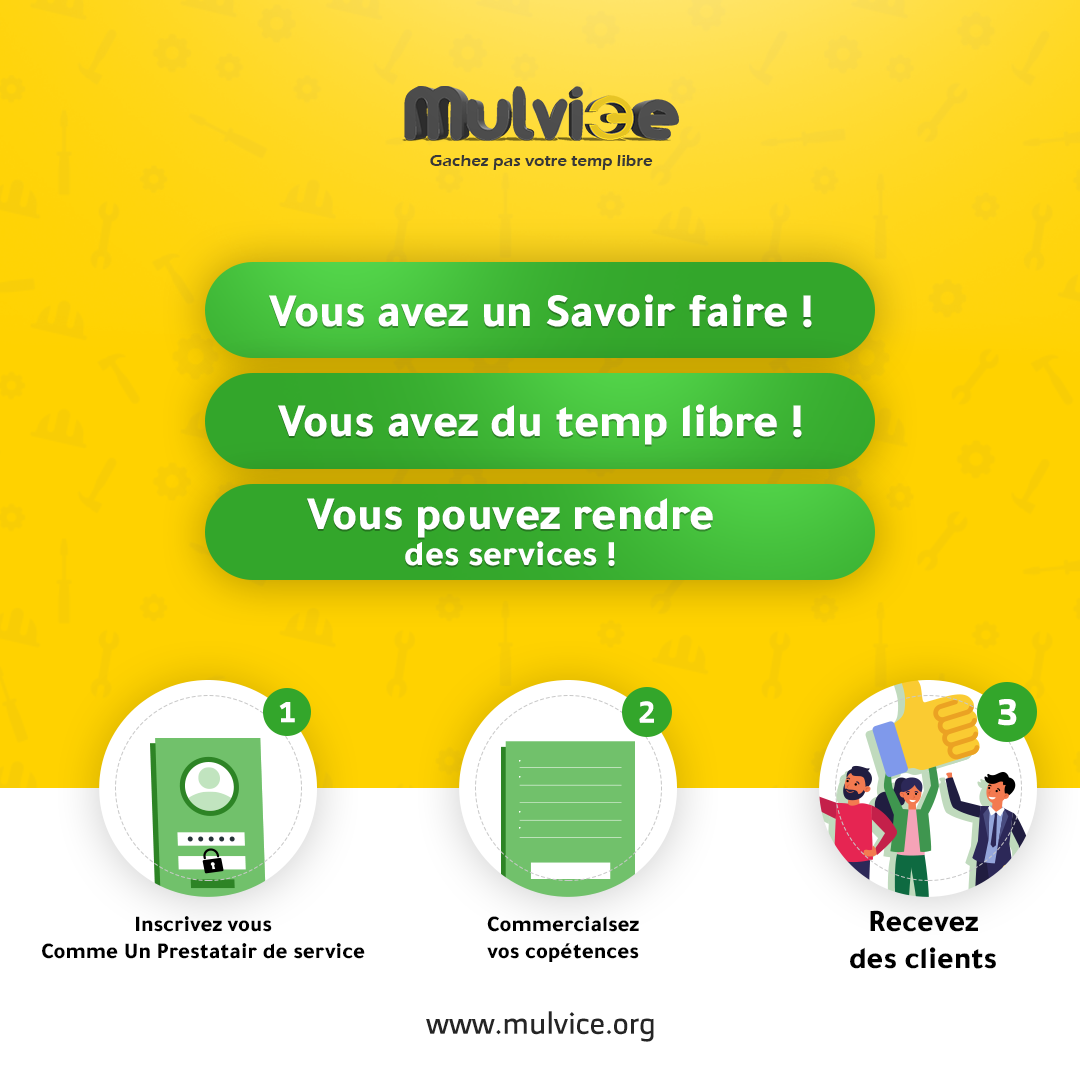 Mulvice
Gachez pas votre temp libre
Vous avez un Savoir faire !
Vous avez du temp libre !
Vous pouvez rendre
des services !
1
2
3
Inscrivez vous
Comme Un Prestatair de service
Commercialsez
vos copétences
Recevez
des clients
www.mulvice.org